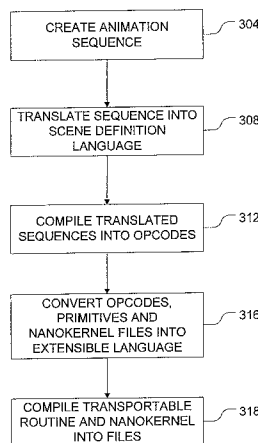 CREATE ANIMATION
SEQUENCE
304
TRANSLATE SEQUENCE INTO
SCENE DEFINITION
LANGUAGE
308
COMPILE TRANSLATED
SEQUENCES INTO OPCODES
312
CONVERT OPCODES,
PRIMITIVES AND
NANOKERNEL FILES INTO
EXTENSIBLE LANGUAGE
316
COMPILE TRANSPORTABLE
ROUTINE AND NANOKERNEL
INTO FILES
318